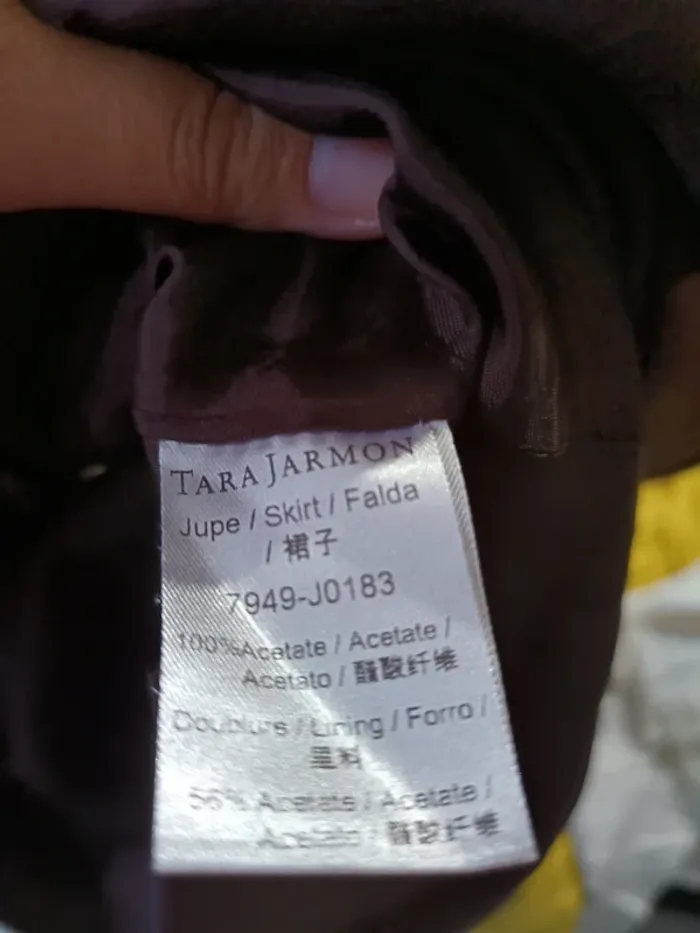 TARA JARMON
Jupe / Skirt / Falda
/ 裙子
7949-J0183
100%Acetate / Acetate /
Acetato / 醋酸纤维
Doublure / Lining / Forro /
里料
56% Acetate / Acetate /
Acetato / 醋酸纤维